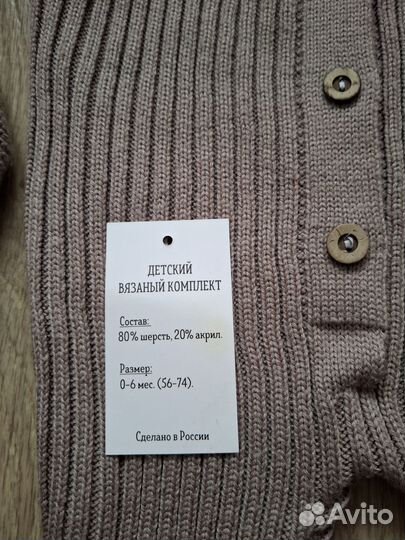 ДЕТСКИЙ
ВЯЗАНЫЙ КОМПЛЕКТ
Состав:
80% шерсть, 20% акрил.
Размер:
0-6 мес. (56-74).
Сделано в России
Avito